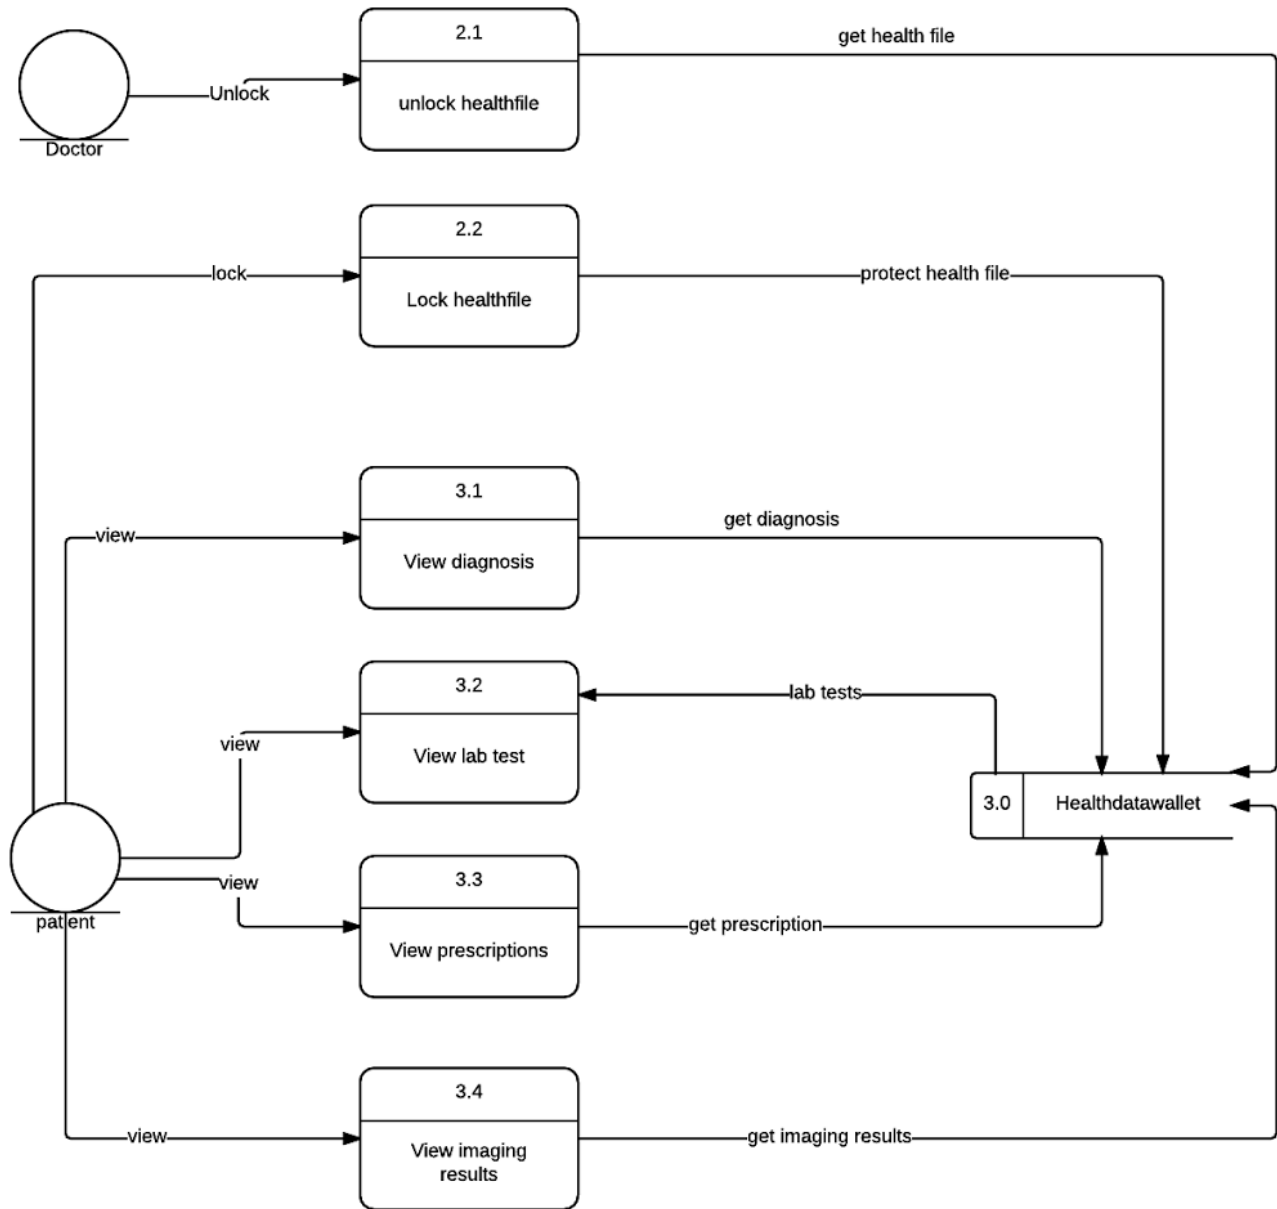 2.1
get health file
Unlock
unlock healthfile
Doctor
2.2
lock
protect health file
Lock healthfile
3.1
get diagnosis
view
View diagnosis
3.2
lab tests
view
View lab test
3.0
Healthdatawallet
3.3
view
patient
get prescription
View prescriptions
3.4
view
get imaging results
View imaging
results